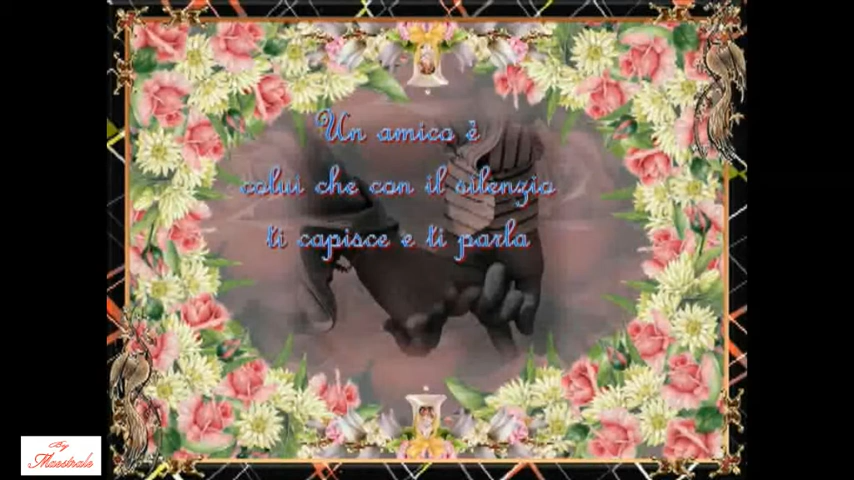 Un amico è
colui che con il silenzio
ti capisce e ti parla
By
Maestrale